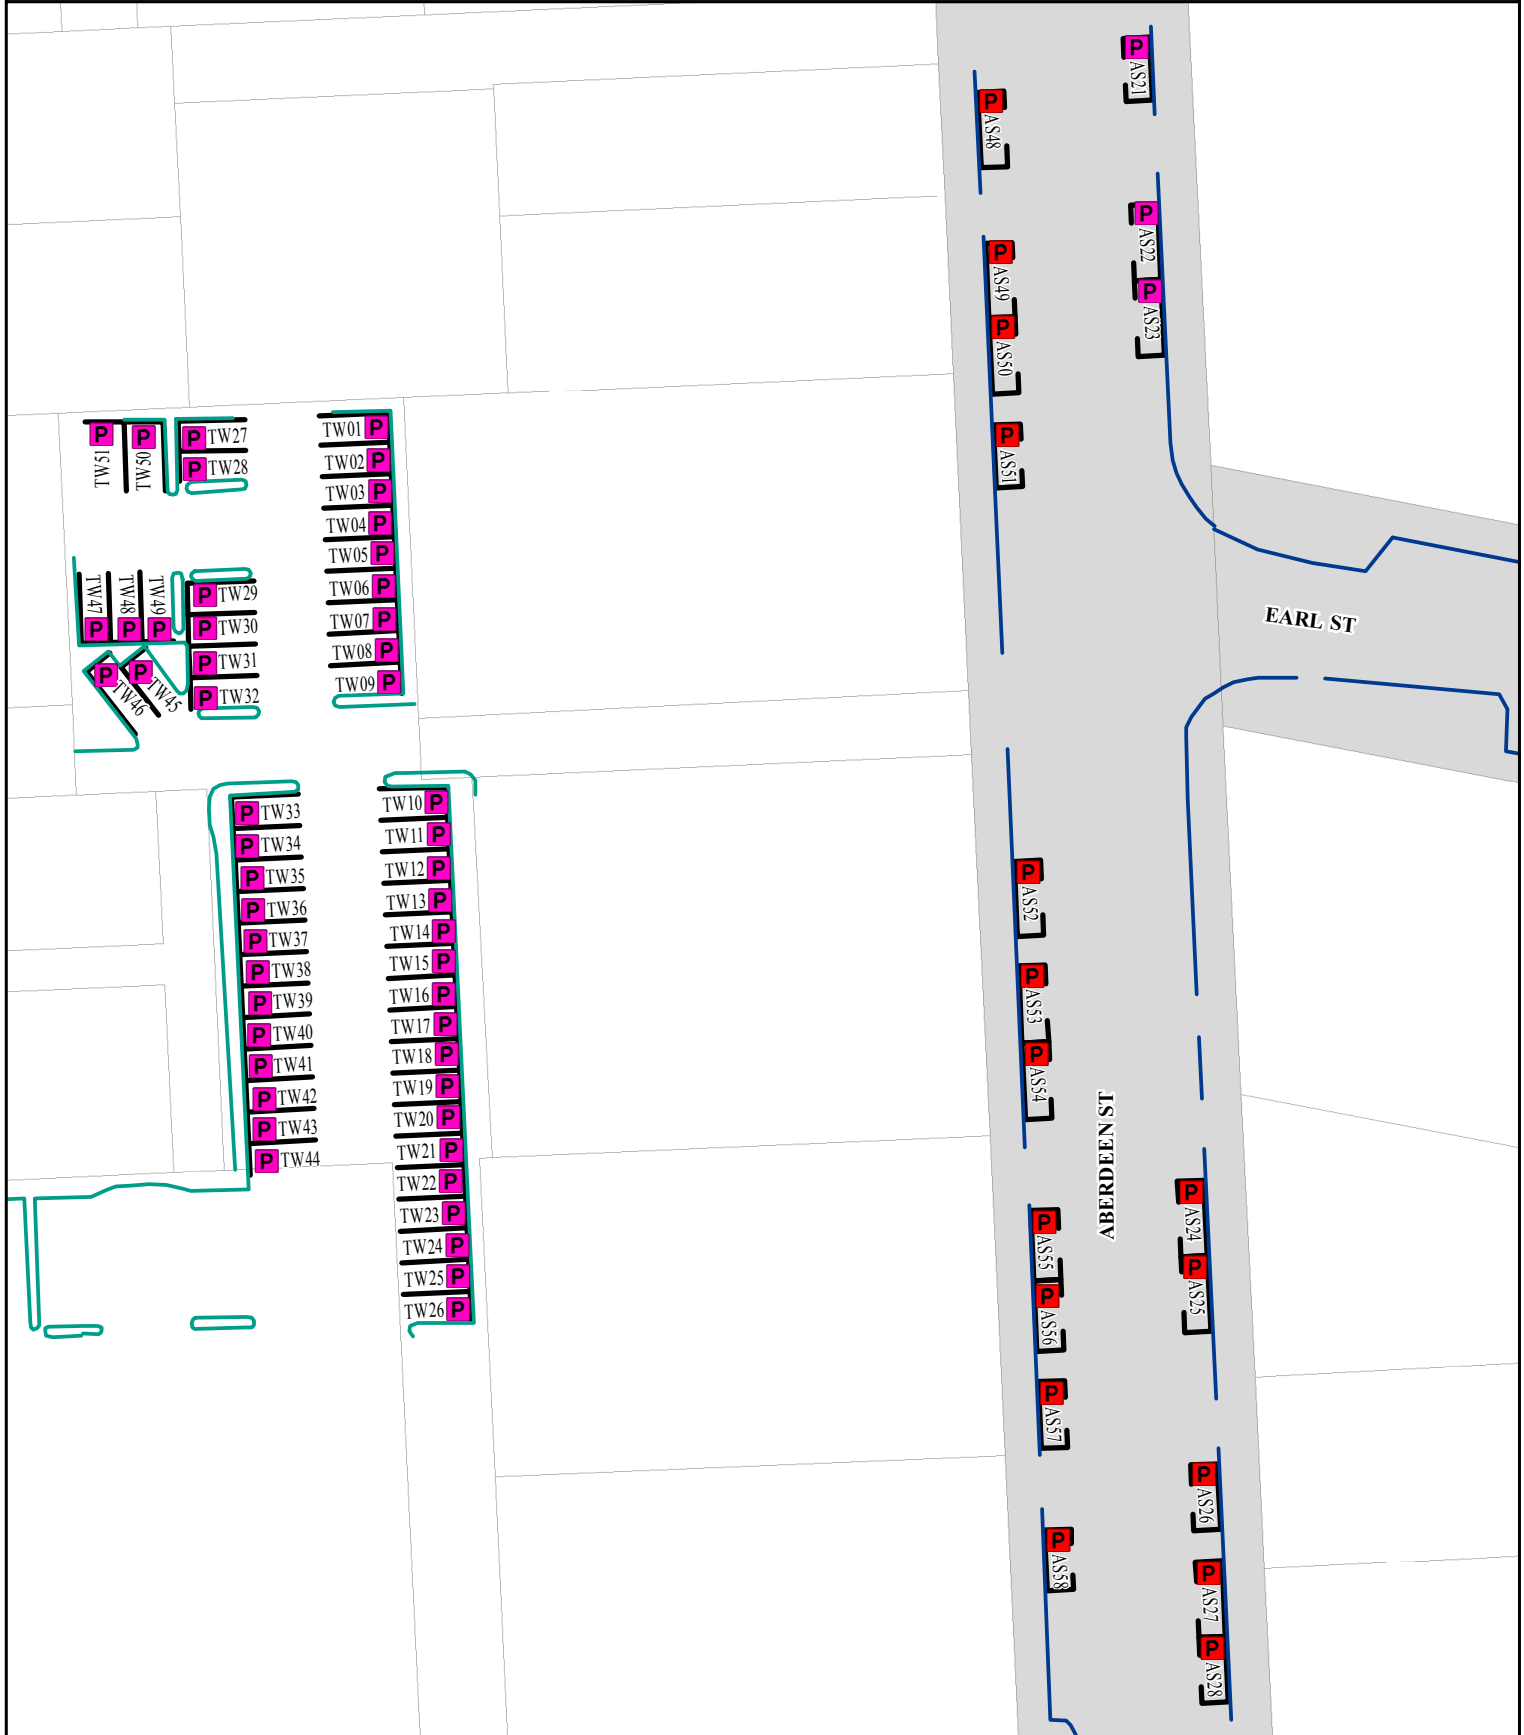 P AS21
P AS48
P AS22
P AS49
P AS23
P AS50
P AS51
P TW51
P TW50
P TW27
P TW28
TW01 P
TW02 P
TW03 P
TW04 P
TW05 P
TW06 P
TW07 P
TW08 P
TW09 P
TW47 P
TW48 P
TW49 P
P TW29
P TW30
P TW31
P TW32
P TW46
P TW45
EARL ST
P TW33
P TW34
P TW35
P TW36
P TW37
P TW38
P TW39
P TW40
P TW41
P TW42
P TW43
P TW44
TW10 P
TW11 P
TW12 P
TW13 P
TW14 P
TW15 P
TW16 P
TW17 P
TW18 P
TW19 P
TW20 P
TW21 P
TW22 P
TW23 P
TW24 P
TW25 P
TW26 P
P AS52
P AS53
P AS54
ABERDEEN ST
P AS24
P AS55
P AS25
P AS56
P AS57
P AS26
P AS58
P AS27
P AS28